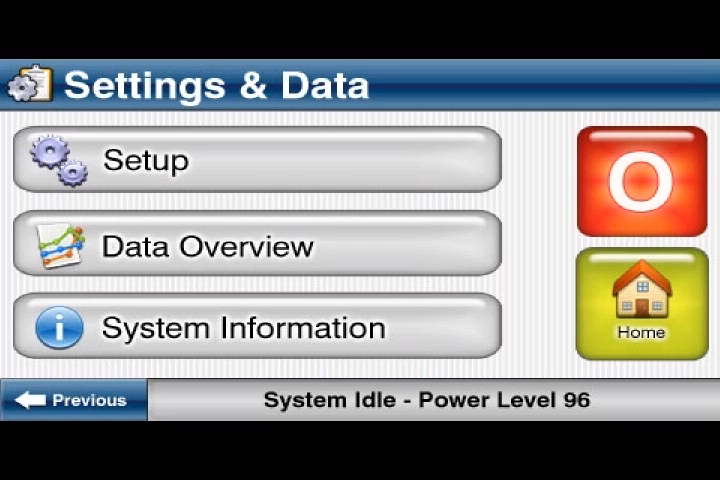 Settings & Data
Setup
O
Data Overview
System Information
Home
Previous
System Idle - Power Level 96